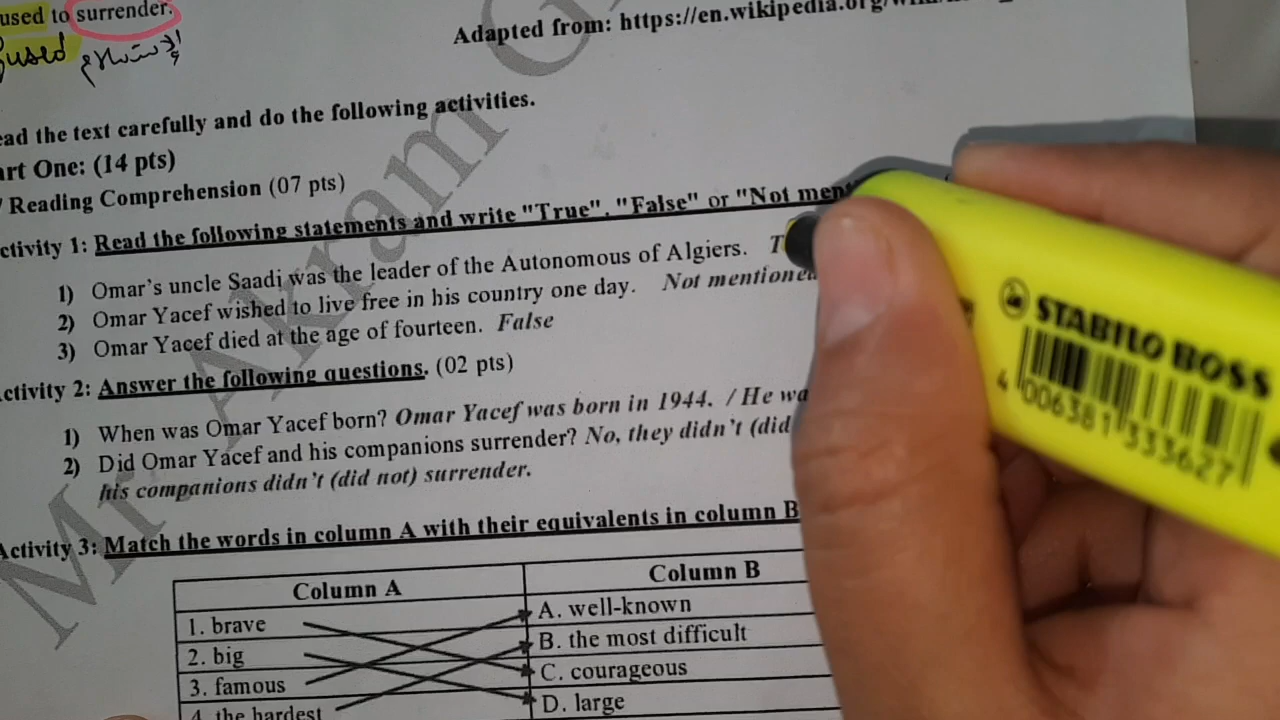 used to surrender.
used إلاستسلام
Adapted from: https://en.wikipedia.org/
ead the text carefully and do the following activities.
art One: (14 pts)
Reading Comprehension (07 pts)
ctivity 1: Read the following statements and write "True". "False" or "Not ment
1) Omar's uncle Saadi was the leader of the Autonomous of Algiers. T
2) Omar Yacef wished to live free in his country one day. Not mentioned
3) Omar Yacef died at the age of fourteen. False
ctivity 2: Answer the following questions. (02 pts)
1) When was Omar Yacef born? Omar Yacef was born in 1944. / He wa
2) Did Omar Yacef and his companions surrender? No, they didn't (did
his companions didn't (did not) surrender.
Activity 3: Match the words in column A with their equivalents in column B
Column A Column B
1. brave A. well-known
2. big B. the most difficult
3. famous C. courageous
4. the hardest D. large
Mr. Akram G
STABILO BOSS
4 006381 333627